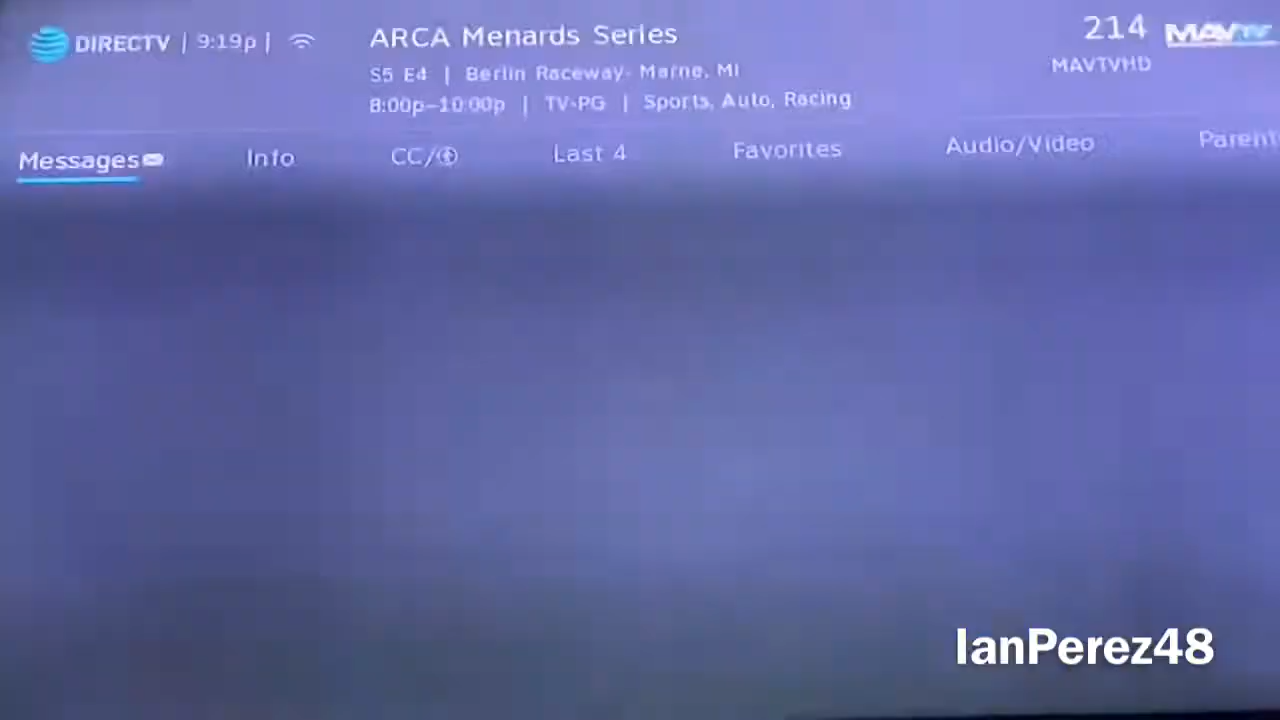 DIRECTV | 9:19p |
ARCA Menards Series
214 MAVTV
S5 E4 | Berlin Raceway- Marne, MI
MAVTVHD
8:00p-10:00p | TV-PG | Sports, Auto, Racing
Messages Info CC/ Last 4 Favorites Audio/Video Parent
IanPerez48